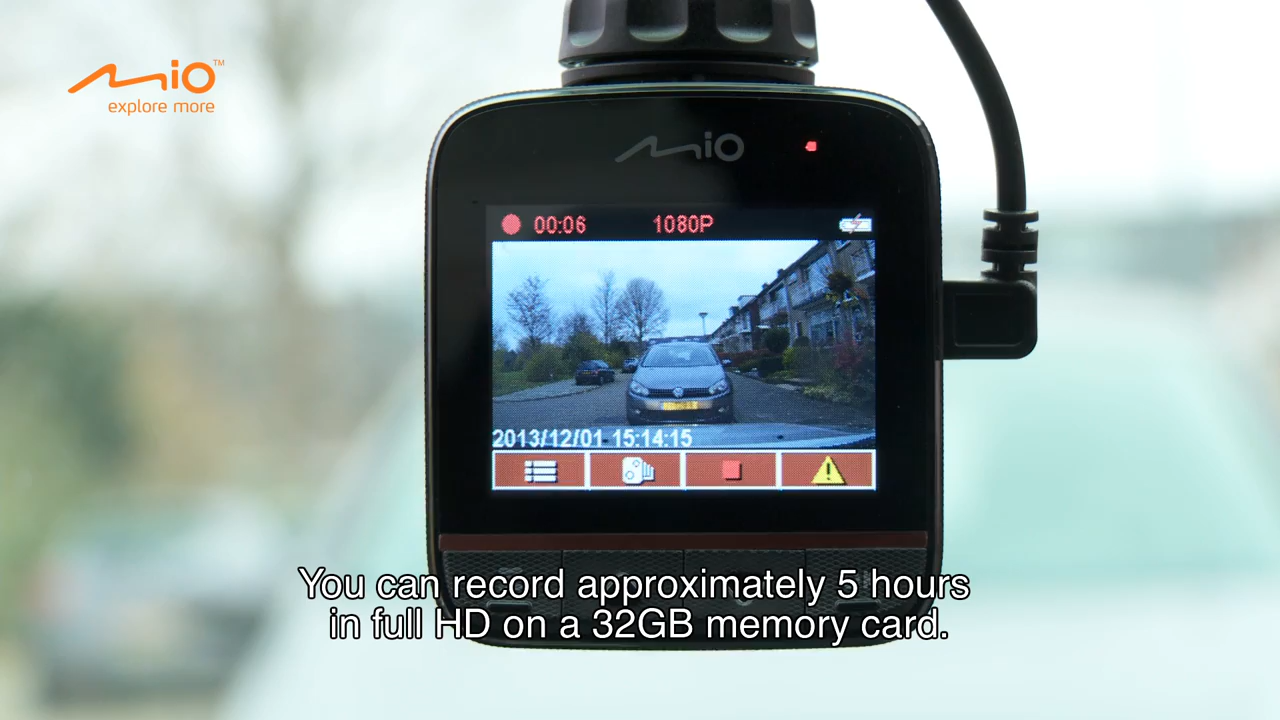 Mio™
explore more
Mio
00:06 1080P
2013/12/01 15:14:15
You can record approximately 5 hours
in full HD on a 32GB memory card.